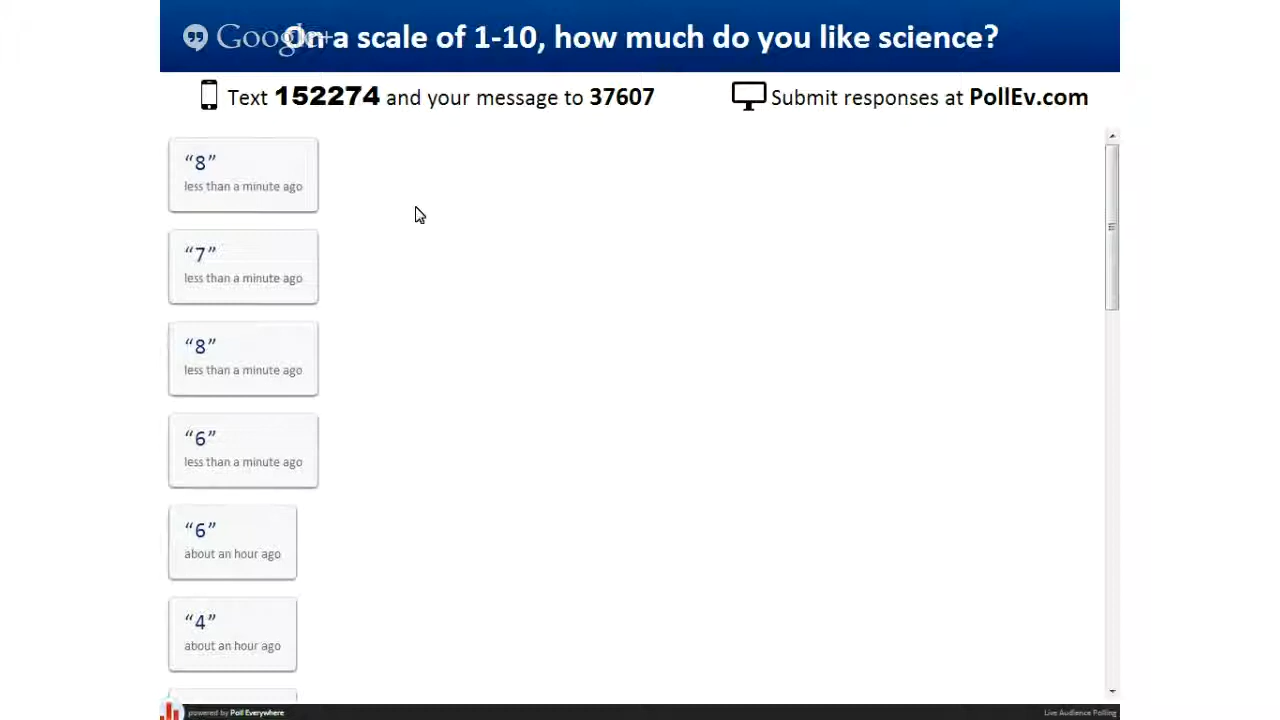 Google+
On a scale of 1-10, how much do you like science?
Text 152274 and your message to 37607
Submit responses at PollEv.com
“8”
less than a minute ago
“7”
less than a minute ago
“8”
less than a minute ago
“6”
less than a minute ago
“6”
about an hour ago
“4”
about an hour ago
powered by Poll Everywhere
Live Audience Polling